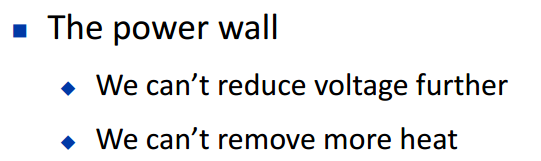 The power wall
We can’t reduce voltage further
We can’t remove more heat